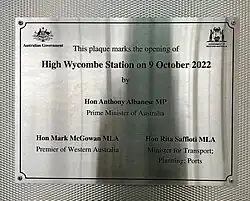 Australian Government
This plaque marks the opening of
High Wycombe Station on 9 October 2022
by
Hon Anthony Albanese MP
Prime Minister of Australia
Hon Mark McGowan MLA
Premier of Western Australia
Hon Rita Saffioti MLA
Minister for Transport;
Planning; Ports